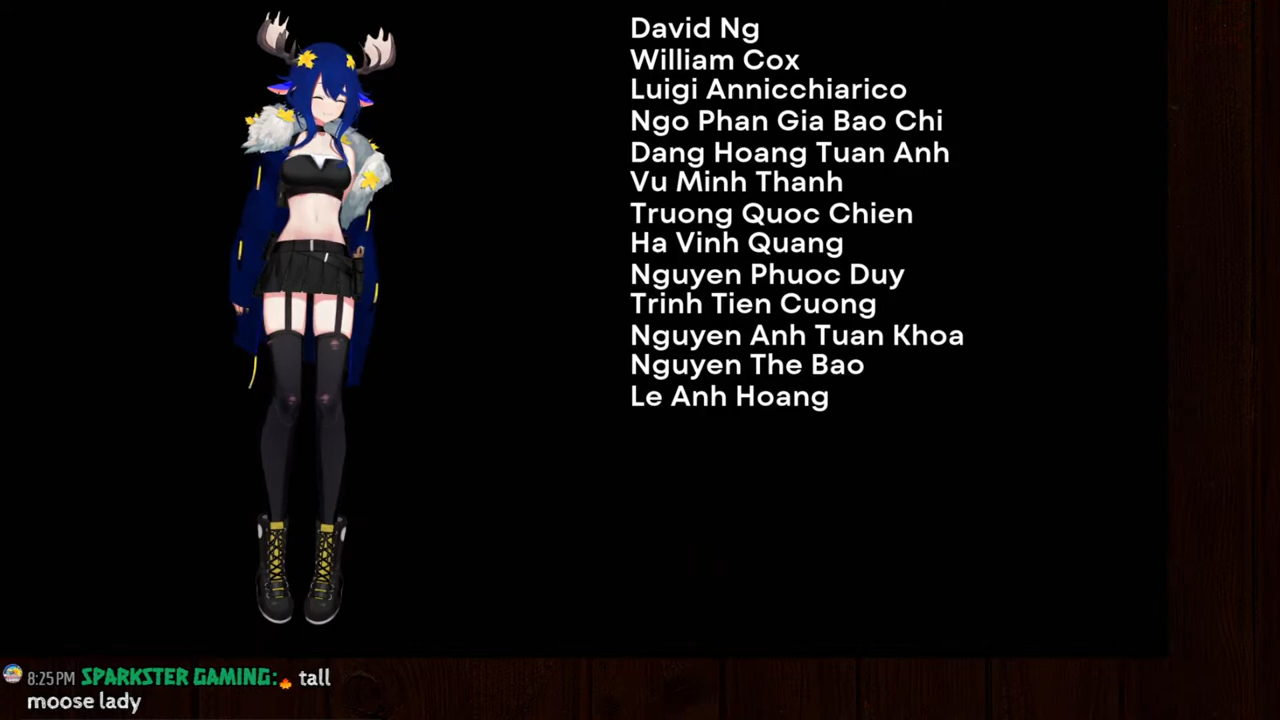 David Ng
William Cox
Luigi Annicchiarico
Ngo Phan Gia Bao Chi
Dang Hoang Tuan Anh
Vu Minh Thanh
Truong Quoc Chien
Ha Vinh Quang
Nguyen Phuoc Duy
Trinh Tien Cuong
Nguyen Anh Tuan Khoa
Nguyen The Bao
Le Anh Hoang
8:25PM SPARKSTER GAMING: tall
moose lady